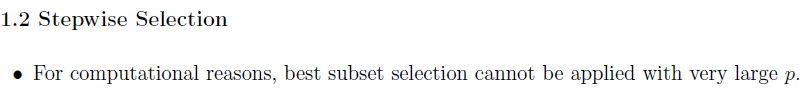 1.2 Stepwise Selection
• For computational reasons, best subset selection cannot be applied with very large p.